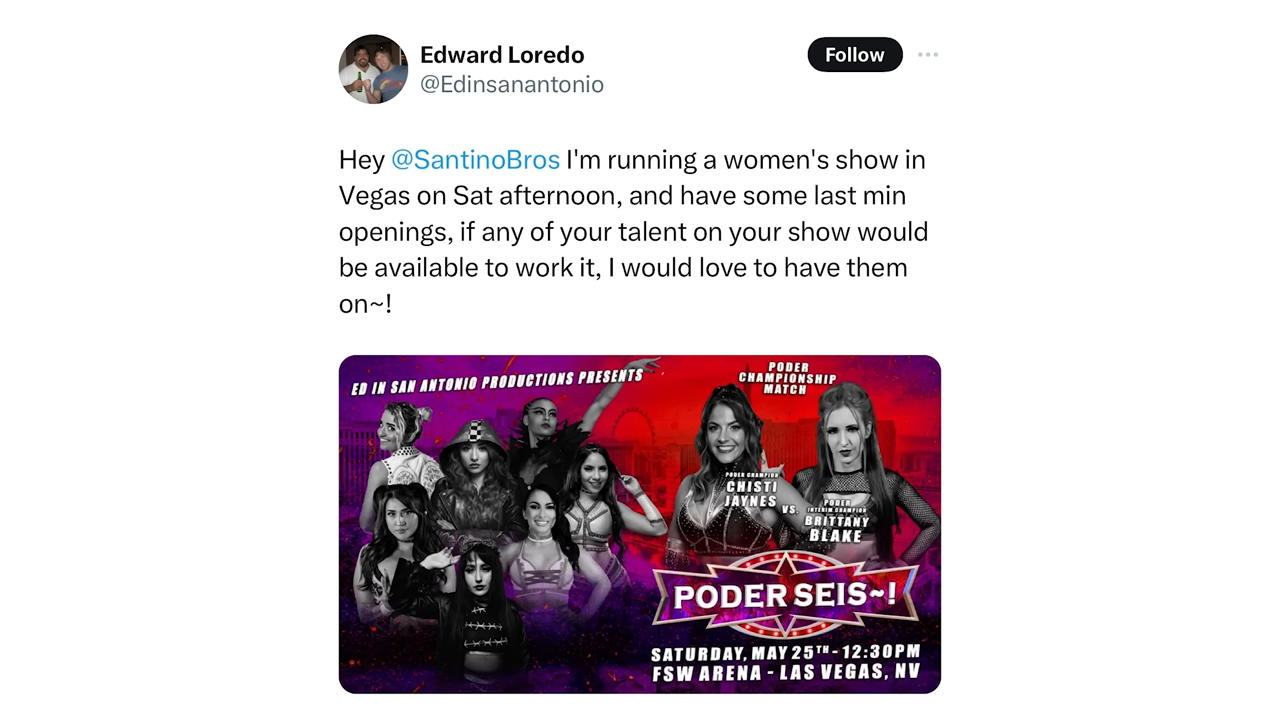 Edward Loredo
@Edinsanantonio
Follow
Hey @SantinoBros I'm running a women's show in
Vegas on Sat afternoon, and have some last min
openings, if any of your talent on your show would
be available to work it, I would love to have them
on~!
ED IN SAN ANTONIO PRODUCTIONS PRESENTS
PODER
CHAMPIONSHIP
MATCH
PODER CHAMPION
CHISTI
JAYNES
VS.
PODER
INTERIM CHAMPION
BRITTANY
BLAKE
PODER SEIS~!
SATURDAY, MAY 25TH - 12:30PM
FSW ARENA - LAS VEGAS, NV